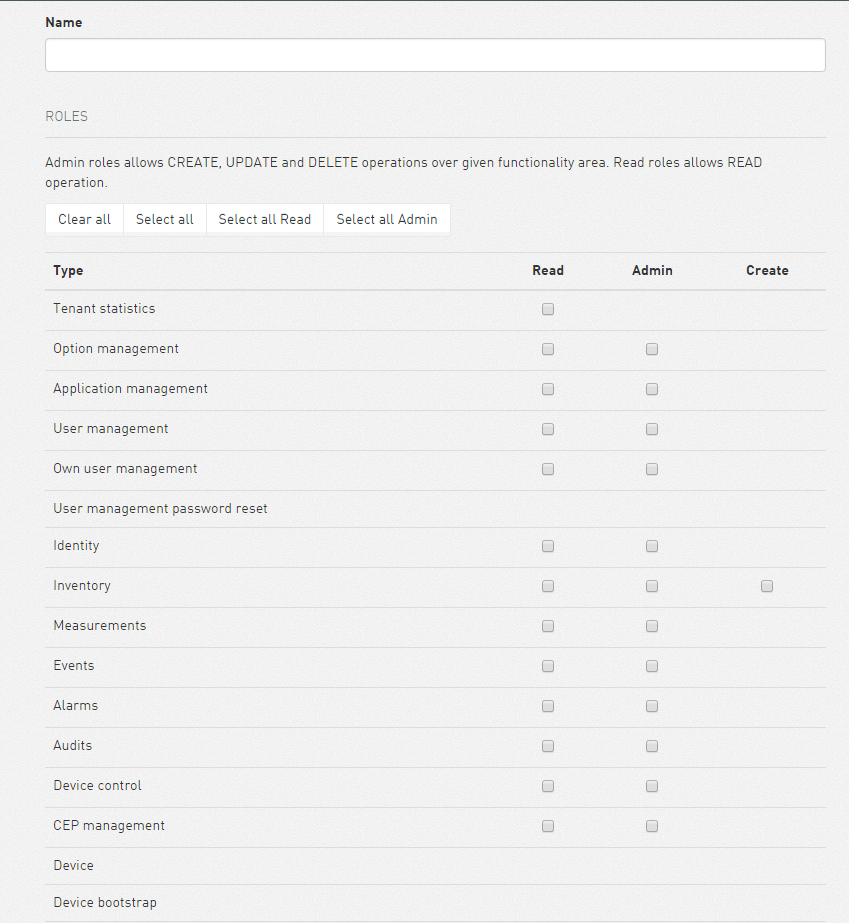 Name
ROLES
Admin roles allows CREATE, UPDATE and DELETE operations over given functionality area. Read roles allows READ
operation.
Clear all Select all Select all Read Select all Admin
Type Read Admin Create
Tenant statistics
Option management
Application management
User management
Own user management
User management password reset
Identity
Inventory
Measurements
Events
Alarms
Audits
Device control
CEP management
Device
Device bootstrap